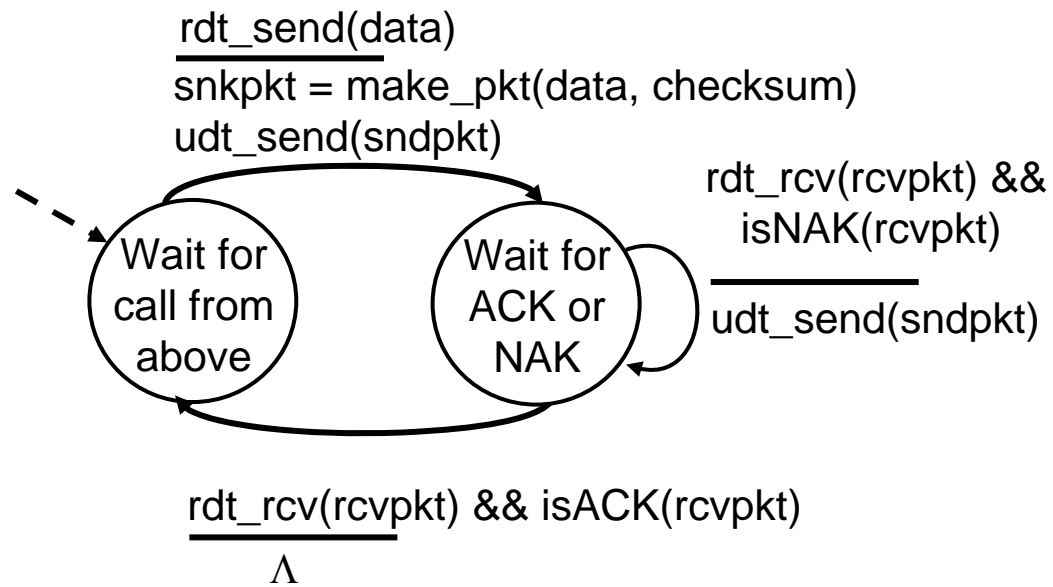 rdt_send(data)
snkpkt = make_pkt(data, checksum)
udt_send(sndpkt)
rdt_rcv(rcvpkt) &&
isNAK(rcvpkt)
udt_send(sndpkt)
Wait for
call from
above
Wait for
ACK or
NAK
rdt_rcv(rcvpkt) && isACK(rcvpkt)
Λ